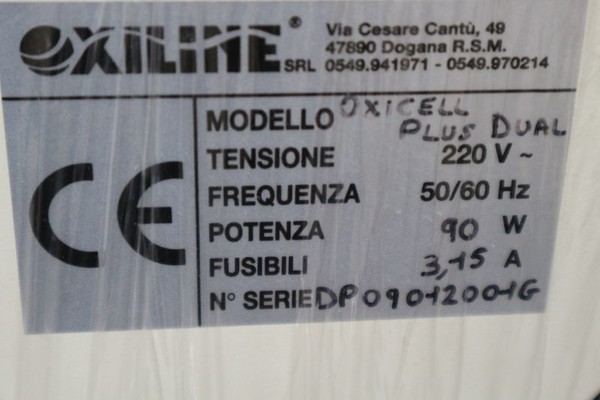 OXILINE® Via Cesare Cantù, 49
47890 Dogana R.S.M.
SRL 0549.941971 - 0549.970214
MODELLO OXICELL
PLUS DUAL
TENSIONE 220 V ~
FREQUENZA 50/60 Hz
POTENZA 90 W
FUSIBILI 3,15 A
N° SERIE DP09012001G
CE